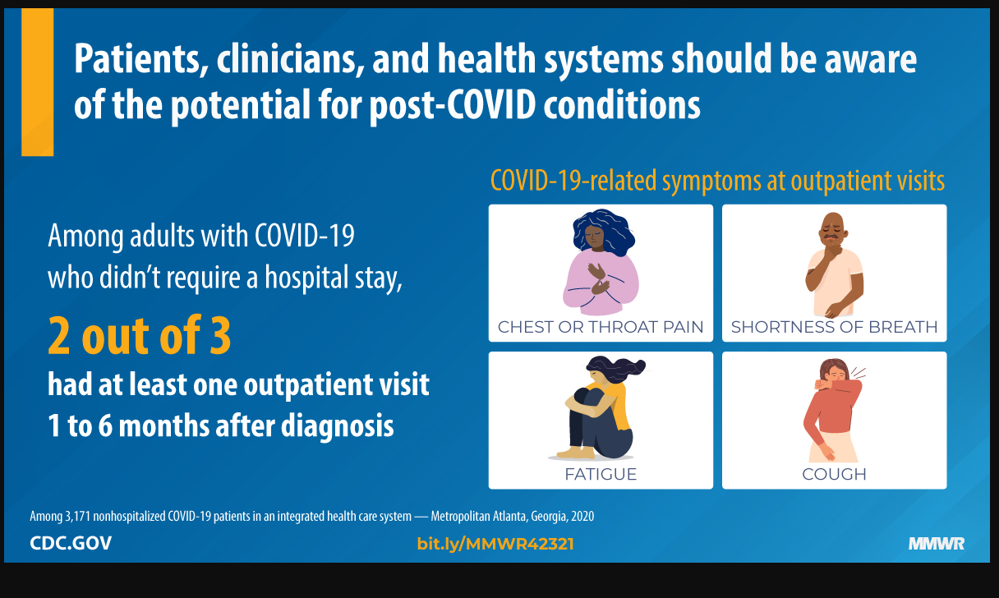 Patients, clinicians, and health systems should be aware
of the potential for post-COVID conditions
Among adults with COVID-19
who didn't require a hospital stay,
2 out of 3
had at least one outpatient visit
1 to 6 months after diagnosis
COVID-19-related symptoms at outpatient visits
CHEST OR THROAT PAIN
SHORTNESS OF BREATH
FATIGUE
COUGH
Among 3,171 nonhospitalized COVID-19 patients in an integrated health care system — Metropolitan Atlanta, Georgia, 2020
CDC.GOV
bit.ly/MMWR42321
MMWR